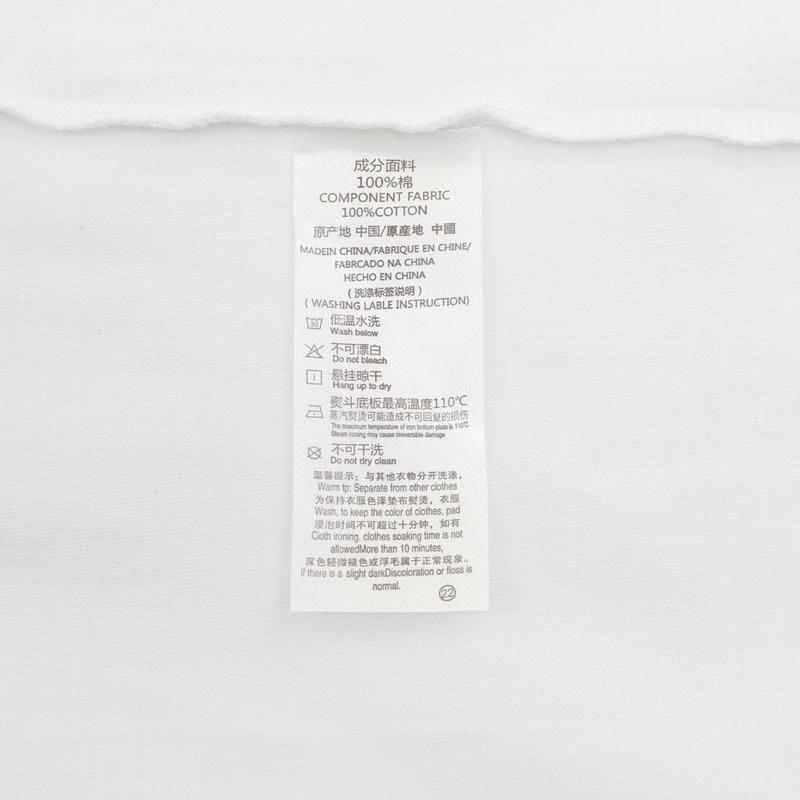 成分面料
100%棉
COMPONENT FABRIC
100%COTTON
原产地 中国/原産地 中國
MADEIN CHINA/FABRIQUE EN CHINE/
FABRCADO NA CHINA
HECHO EN CHINA
(洗涤标签说明)
( WASHING LABLE INSTRUCTION)
30 低温水洗
Wash below
不可漂白
Do not bleach
悬挂晾干
Hang up to dry
熨斗底板最高温度110℃
蒸汽熨烫可能造成不可回复的损伤
The maximum temperature of iron bottom plate is 110℃
Steam ironing may cause irreversible damage
不可干洗
Do not dry clean
温馨提示: 与其他衣物分开洗涤,
Warm tp: Separate from other clothes
为保持衣服色泽垫布熨烫, 衣服
Wash, to keep the color of clothes, pad
浸泡时间不可超过十分钟, 如有
Cloth ironing, clothes soaking time is not
allowedMore than 10 minutes,
深色轻微褪色或浮毛属于正常现象。
if there is a slight darkDiscoloration or floss is
normal.
22